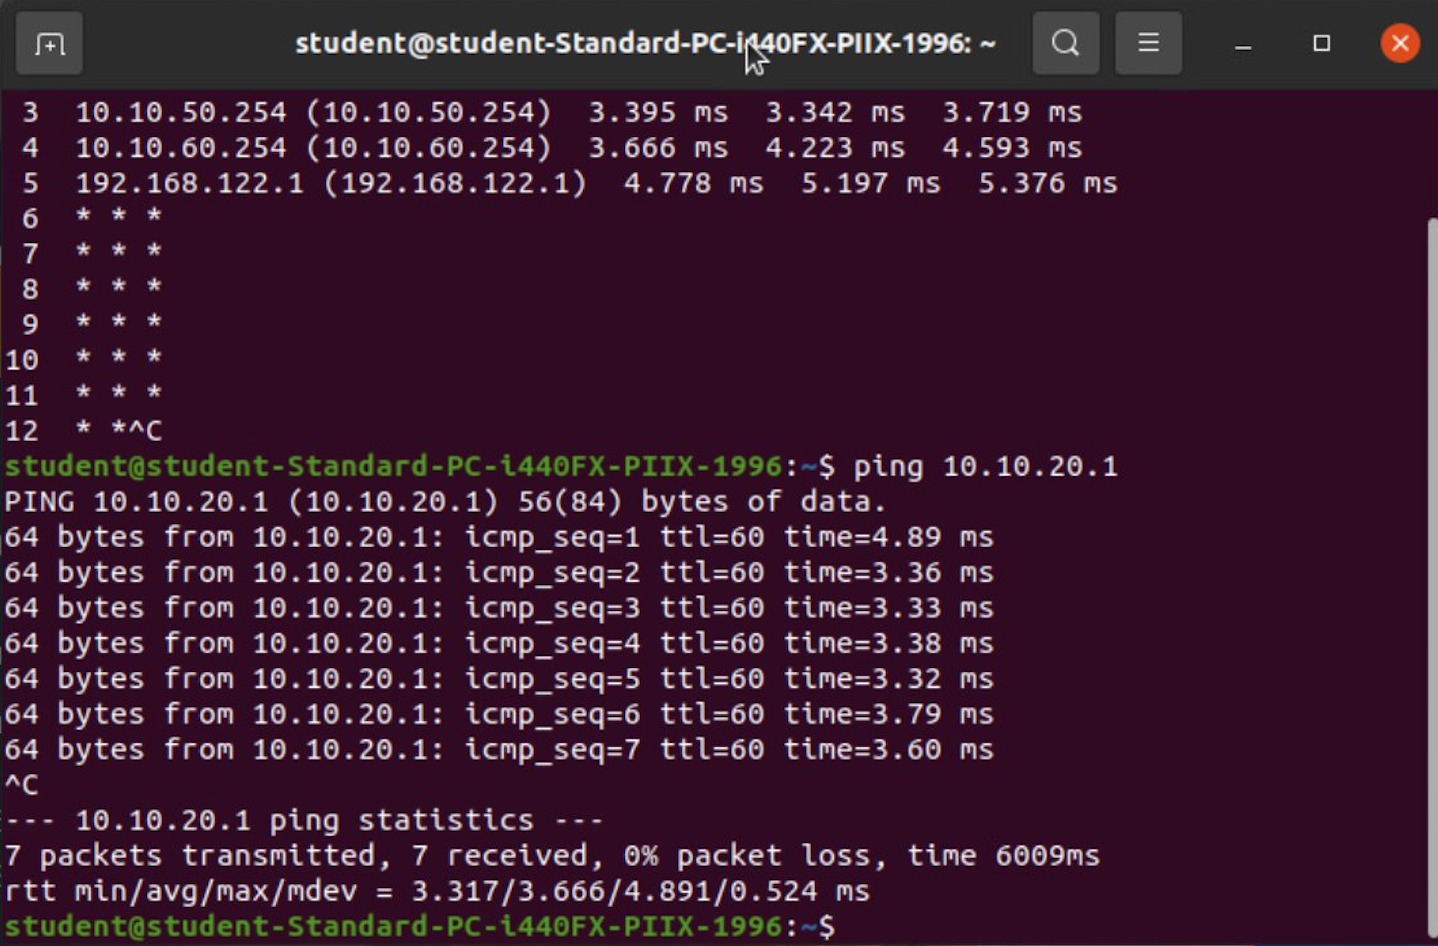 student@student-Standard-PC-i440FX-PIIX-1996: ~
3 10.10.50.254 (10.10.50.254) 3.395 ms 3.342 ms 3.719 ms
4 10.10.60.254 (10.10.60.254) 3.666 ms 4.223 ms 4.593 ms
5 192.168.122.1 (192.168.122.1) 4.778 ms 5.197 ms 5.376 ms
6 * * *
7 * * *
8 * * *
9 * * *
10 * * *
11 * * *
12 * *^C
student@student-Standard-PC-i440FX-PIIX-1996:~$ ping 10.10.20.1
PING 10.10.20.1 (10.10.20.1) 56(84) bytes of data.
64 bytes from 10.10.20.1: icmp_seq=1 ttl=60 time=4.89 ms
64 bytes from 10.10.20.1: icmp_seq=2 ttl=60 time=3.36 ms
64 bytes from 10.10.20.1: icmp_seq=3 ttl=60 time=3.33 ms
64 bytes from 10.10.20.1: icmp_seq=4 ttl=60 time=3.38 ms
64 bytes from 10.10.20.1: icmp_seq=5 ttl=60 time=3.32 ms
64 bytes from 10.10.20.1: icmp_seq=6 ttl=60 time=3.79 ms
64 bytes from 10.10.20.1: icmp_seq=7 ttl=60 time=3.60 ms
^C
--- 10.10.20.1 ping statistics ---
7 packets transmitted, 7 received, 0% packet loss, time 6009ms
rtt min/avg/max/mdev = 3.317/3.666/4.891/0.524 ms
student@student-Standard-PC-i440FX-PIIX-1996:~$